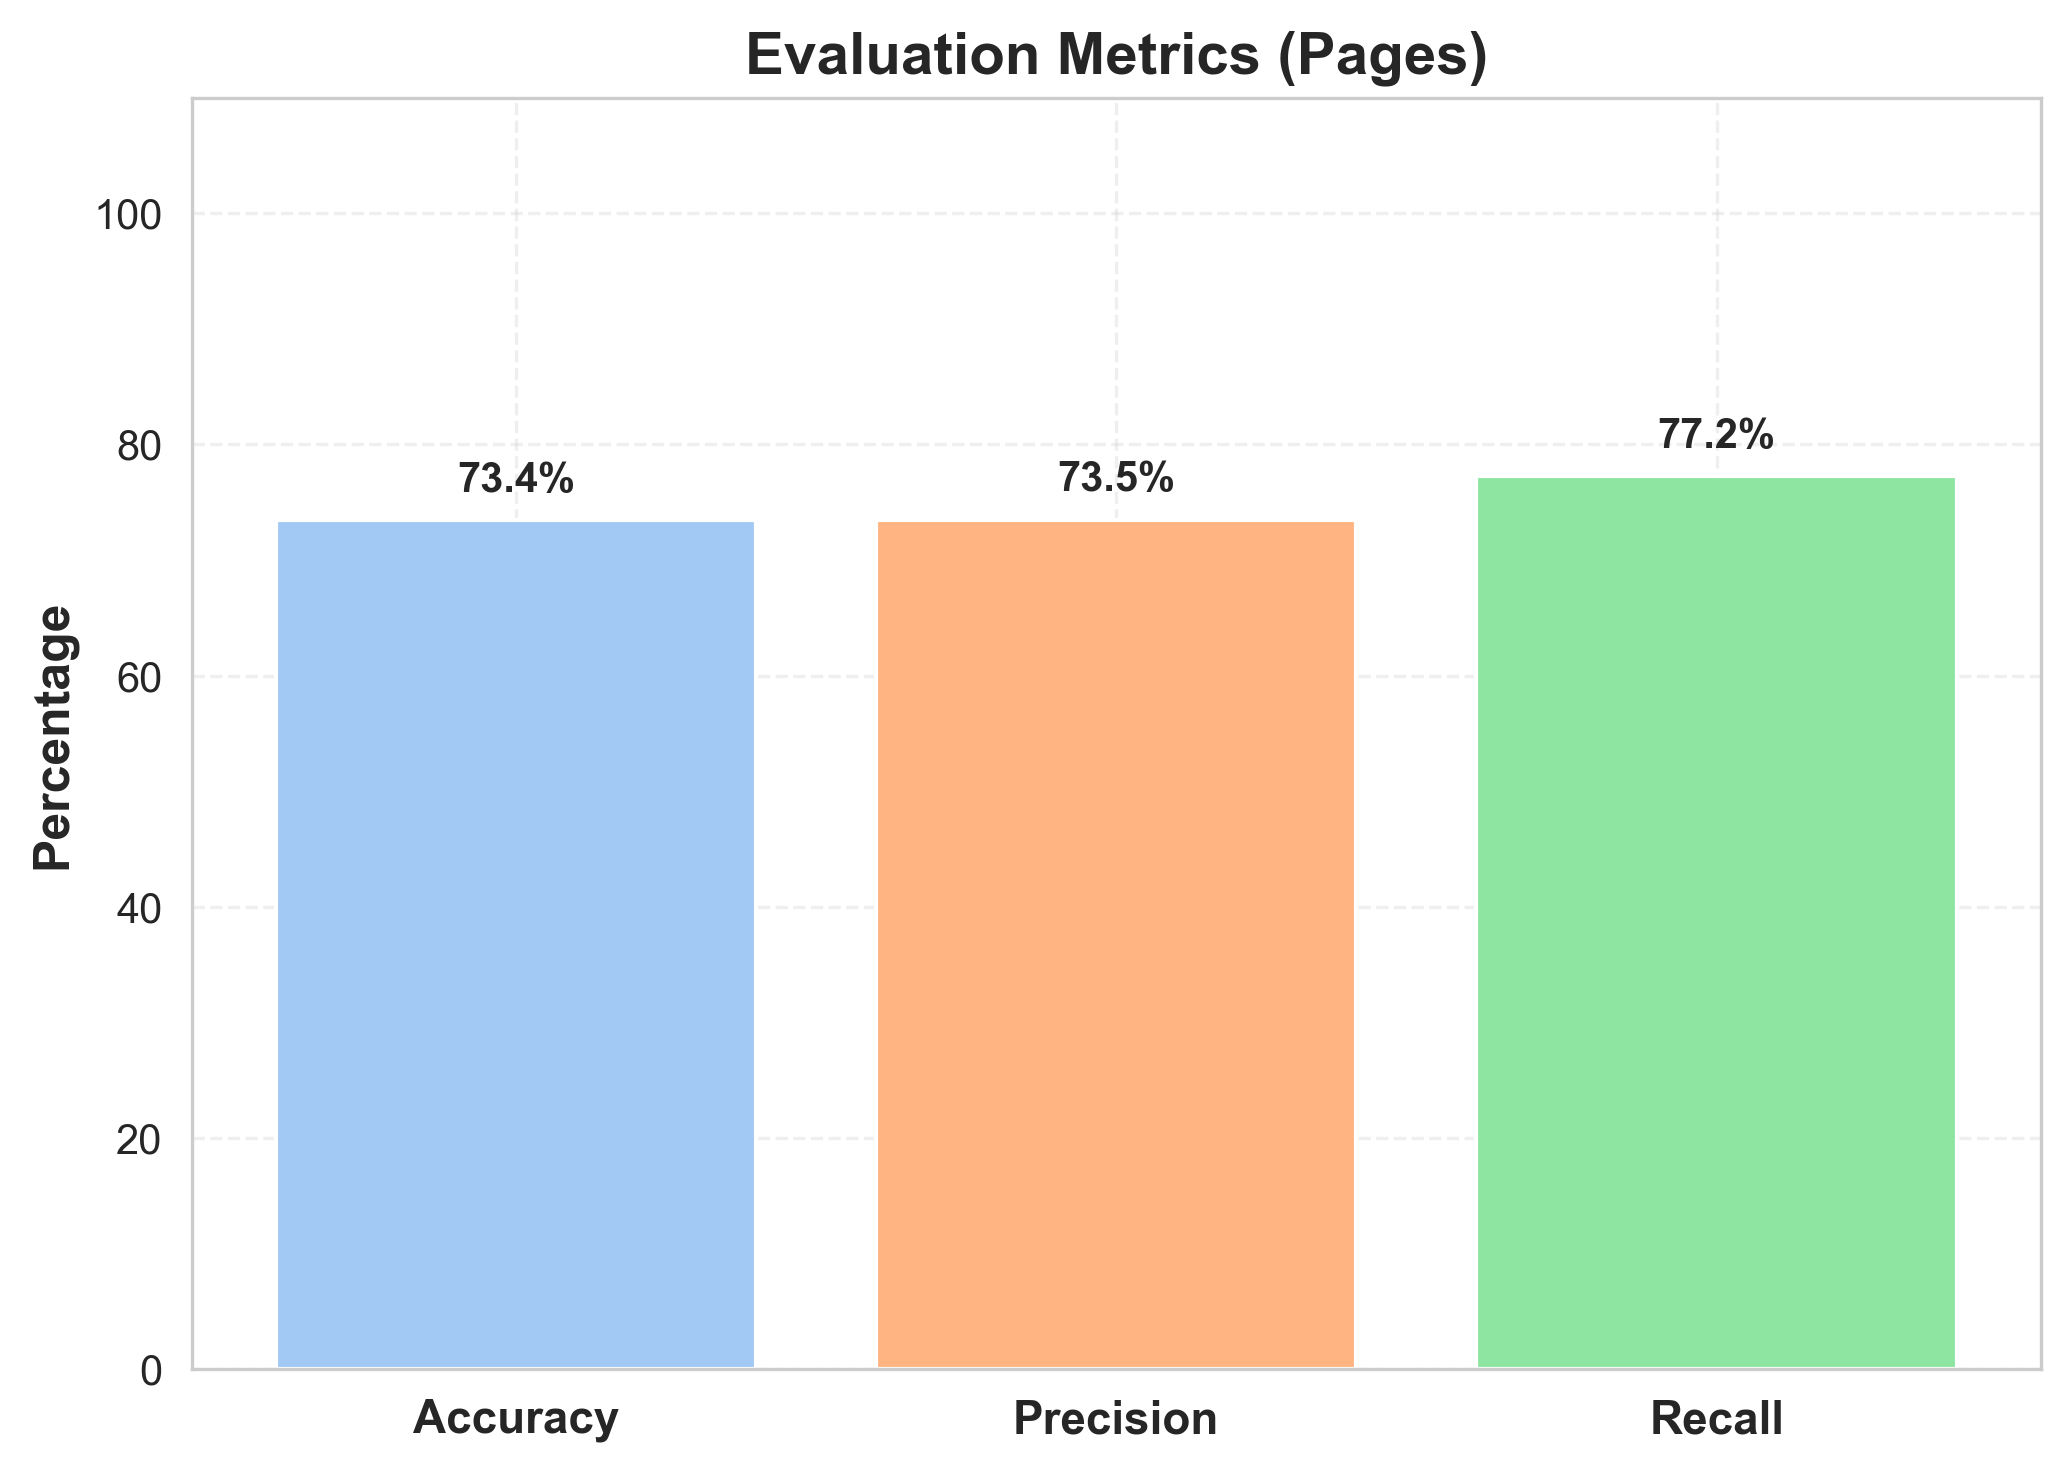 Evaluation Metrics (Pages)
Percentage
100
80
60
40
20
0
73.4%
73.5%
77.2%
Accuracy
Precision
Recall